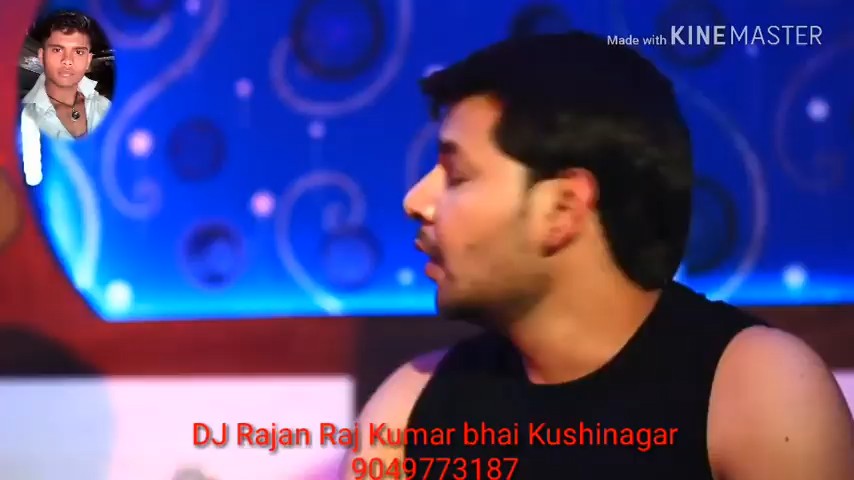 Made with KINEMASTER
DJ Rajan Raj Kumar bhai Kushinagar
9049773187